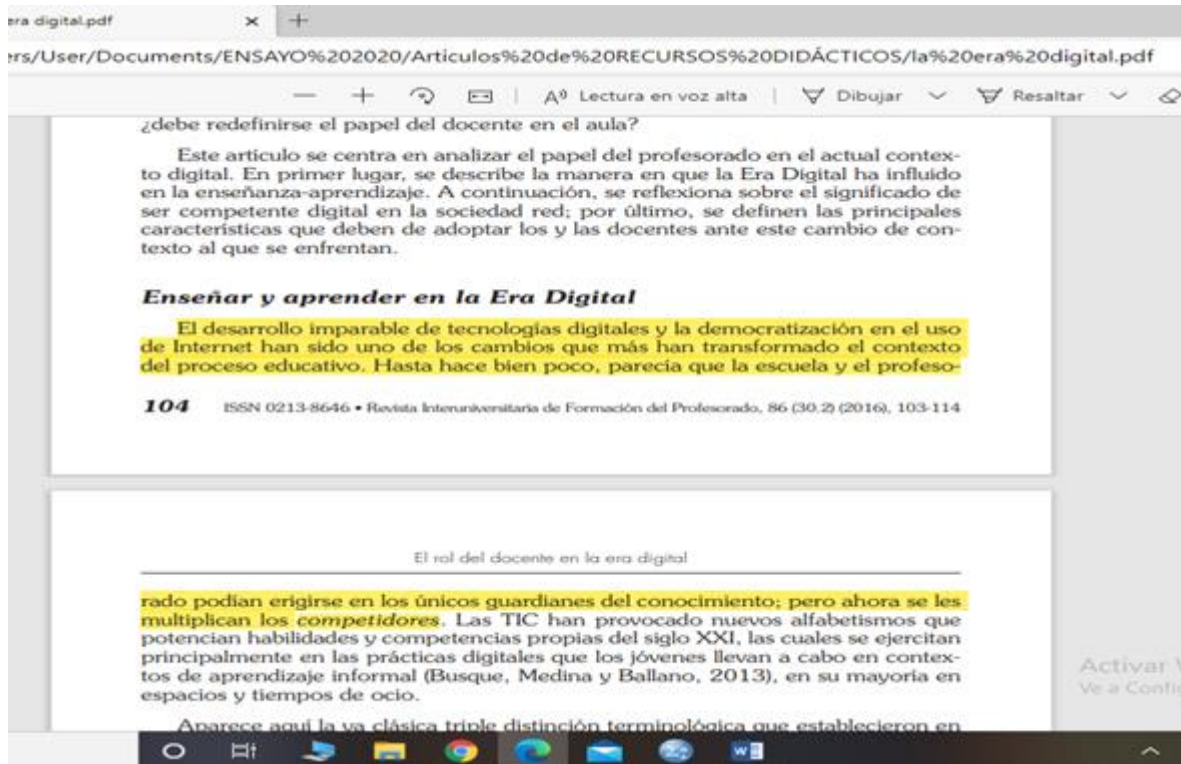 era digital.pdf
ers/User/Documents/ENSAYO%202020/Articulos%20de%20RECURSOS%20DIDÁCTICOS/la%20era%20digital.pdf
Lectura en voz alta | Dibujar Resaltar
¿debe redefinirse el papel del docente en el aula?
Este artículo se centra en analizar el papel del profesorado en el actual contex-
to digital. En primer lugar, se describe la manera en que la Era Digital ha influido
en la enseñanza-aprendizaje. A continuación, se reflexiona sobre el significado de
ser competente digital en la sociedad red; por último, se definen las principales
características que deben de adoptar los y las docentes ante este cambio de con-
texto al que se enfrentan.
Enseñar y aprender en la Era Digital
El desarrollo imparable de tecnologías digitales y la democratización en el uso
de Internet han sido uno de los cambios que más han transformado el contexto
del proceso educativo. Hasta hace bien poco, parecía que la escuela y el profeso-
104 ISSN 0213-8646 • Revista Interuniversitaria de Formación del Profesorado, 86 (30.2) (2016), 103-114
El rol del docente en la era digital
rado podían erigirse en los únicos guardianes del conocimiento; pero ahora se les
multiplican los competidores. Las TIC han provocado nuevos alfabetismos que
potencian habilidades y competencias propias del siglo XXI, las cuales se ejercitan
principalmente en las prácticas digitales que los jóvenes llevan a cabo en contex-
tos de aprendizaje informal (Busque, Medina y Ballano, 2013), en su mayoría en
espacios y tiempos de ocio.
Aparece aquí la ya clásica triple distinción terminológica que establecieron en
Activar
Ve a Confi